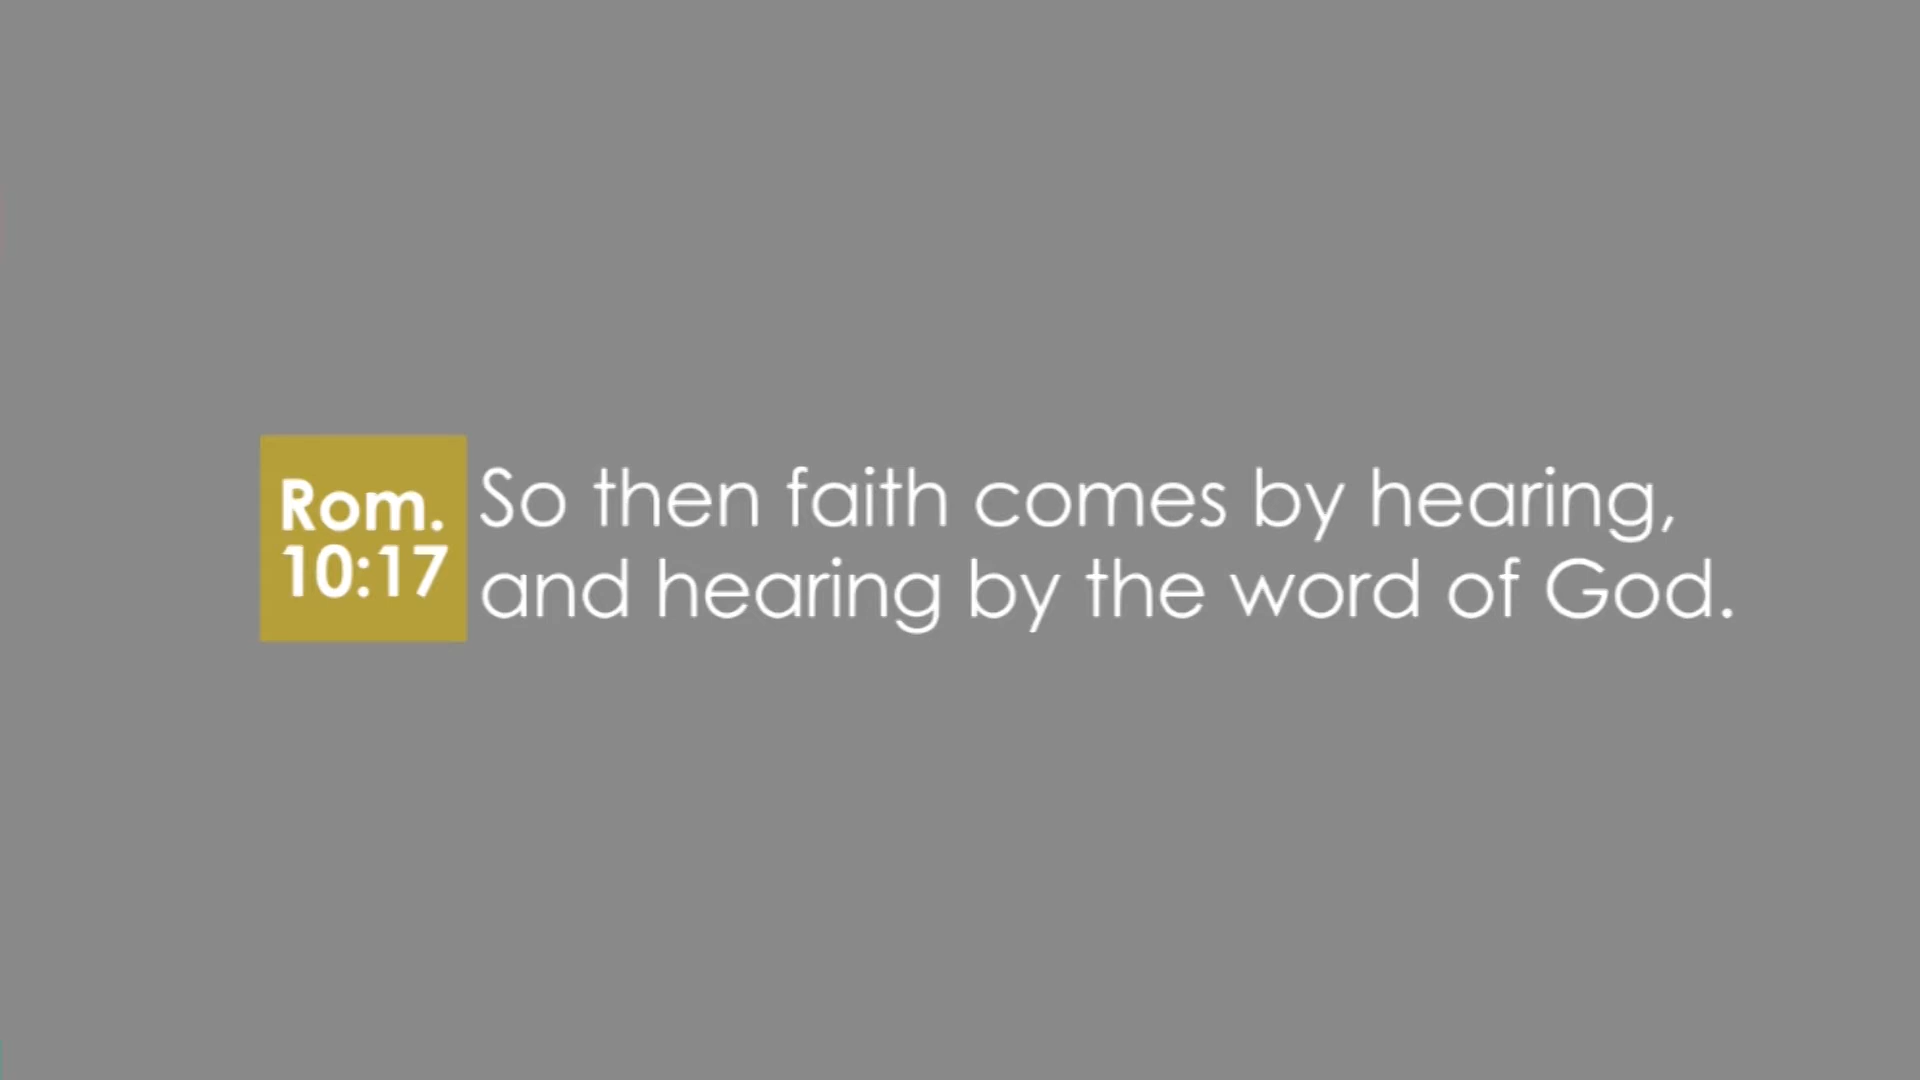 Rom.
10:17
So then faith comes by hearing,
and hearing by the word of God.